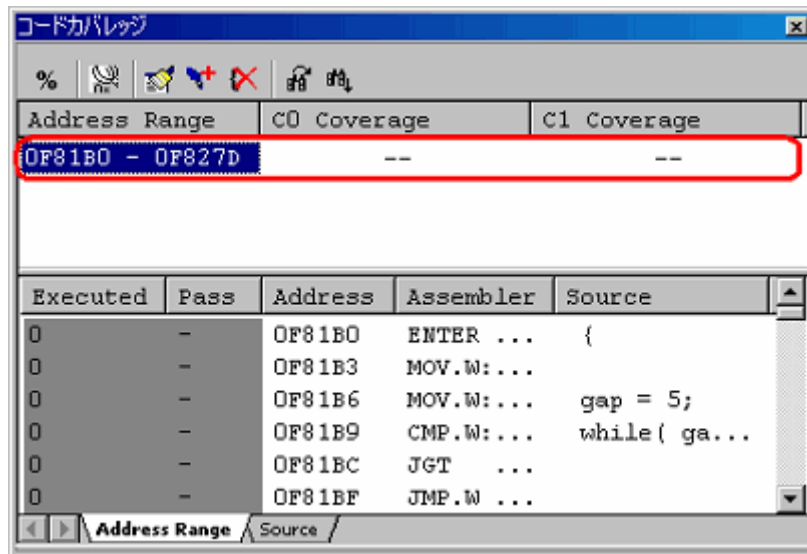 コードカバレッジ
%
Address Range C0 Coverage C1 Coverage
0F81B0 - 0F827D -- --
Executed Pass Address Assembler Source
0 - 0F81B0 ENTER ... {
0 - 0F81B3 MOV.W:...
0 - 0F81B6 MOV.W:... gap = 5;
0 - 0F81B9 CMP.W:... while( ga...
0 - 0F81BC JGT ...
0 - 0F81BF JMP.W ...
Address Range Source